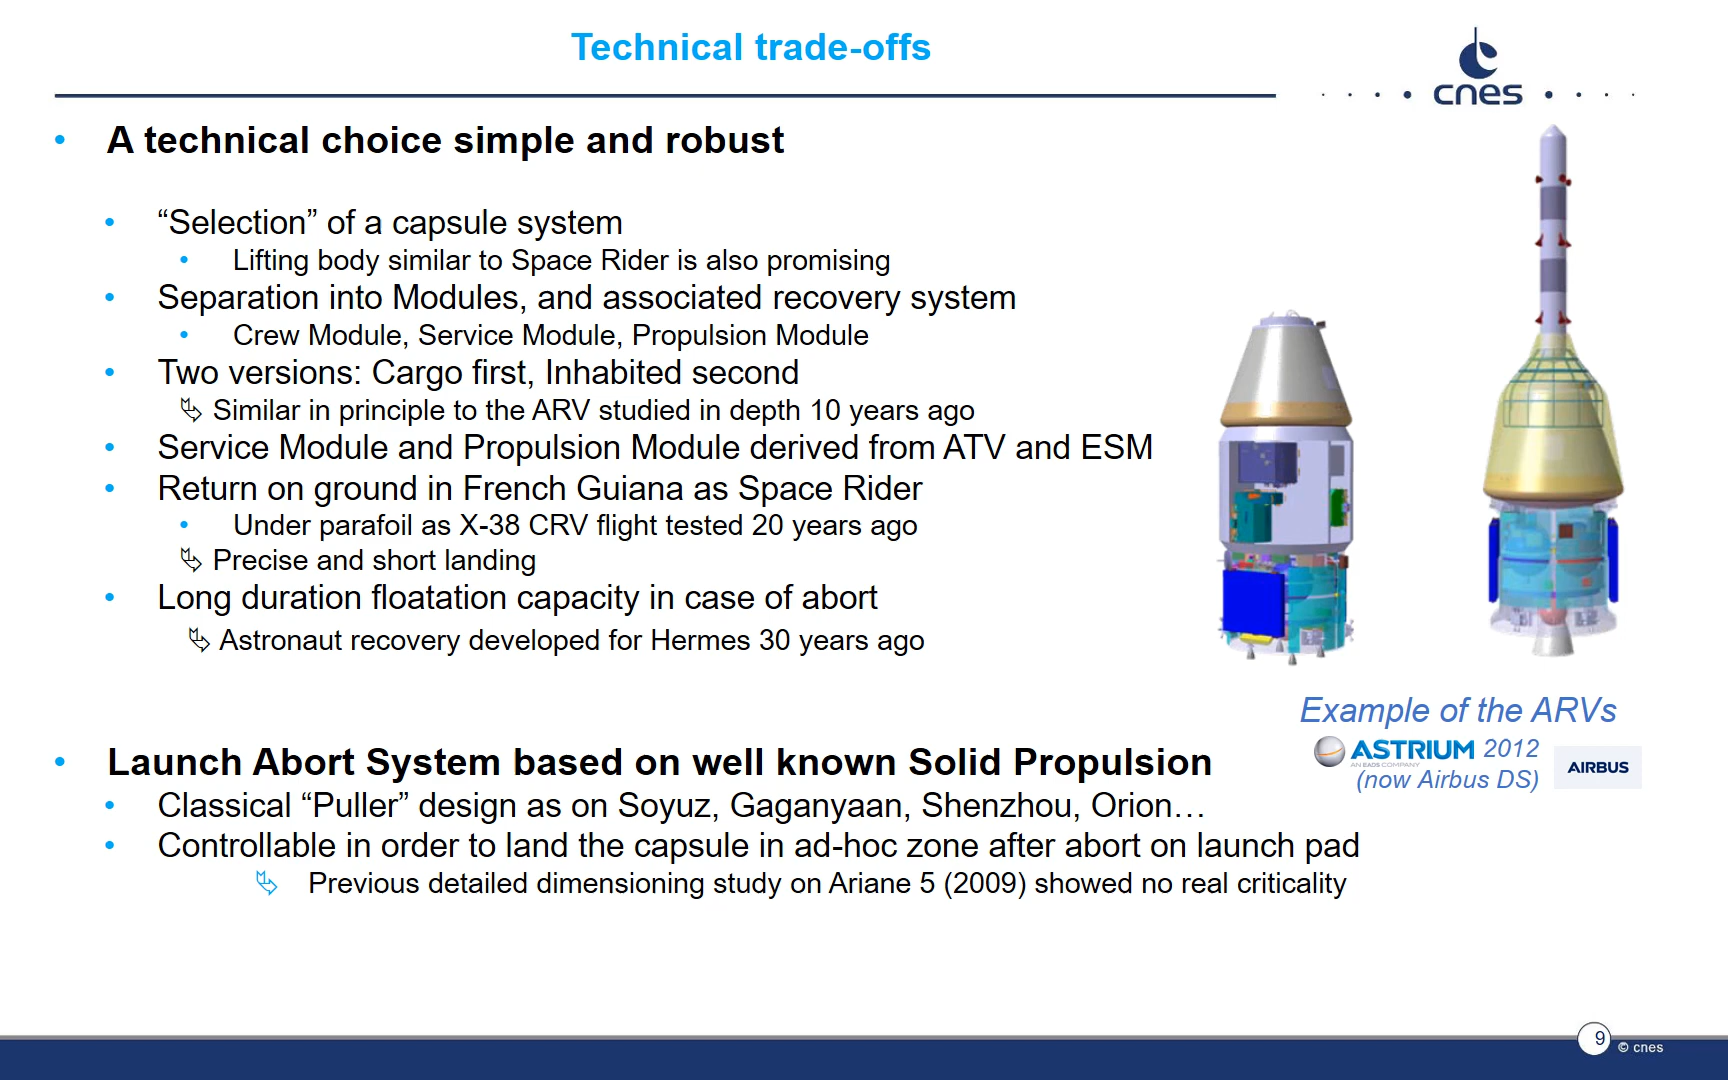 Technical trade-offs
cnes
A technical choice simple and robust
“Selection” of a capsule system
Lifting body similar to Space Rider is also promising
Separation into Modules, and associated recovery system
Crew Module, Service Module, Propulsion Module
Two versions: Cargo first, Inhabited second
Similar in principle to the ARV studied in depth 10 years ago
Service Module and Propulsion Module derived from ATV and ESM
Return on ground in French Guiana as Space Rider
Under parafoil as X-38 CRV flight tested 20 years ago
Precise and short landing
Long duration floatation capacity in case of abort
Astronaut recovery developed for Hermes 30 years ago
Example of the ARVs
ASTRIUM 2012
AN EADS COMPANY
(now Airbus DS)
AIRBUS
Launch Abort System based on well known Solid Propulsion
Classical “Puller” design as on Soyuz, Gaganyaan, Shenzhou, Orion…
Controllable in order to land the capsule in ad-hoc zone after abort on launch pad
Previous detailed dimensioning study on Ariane 5 (2009) showed no real criticality
9
© cnes